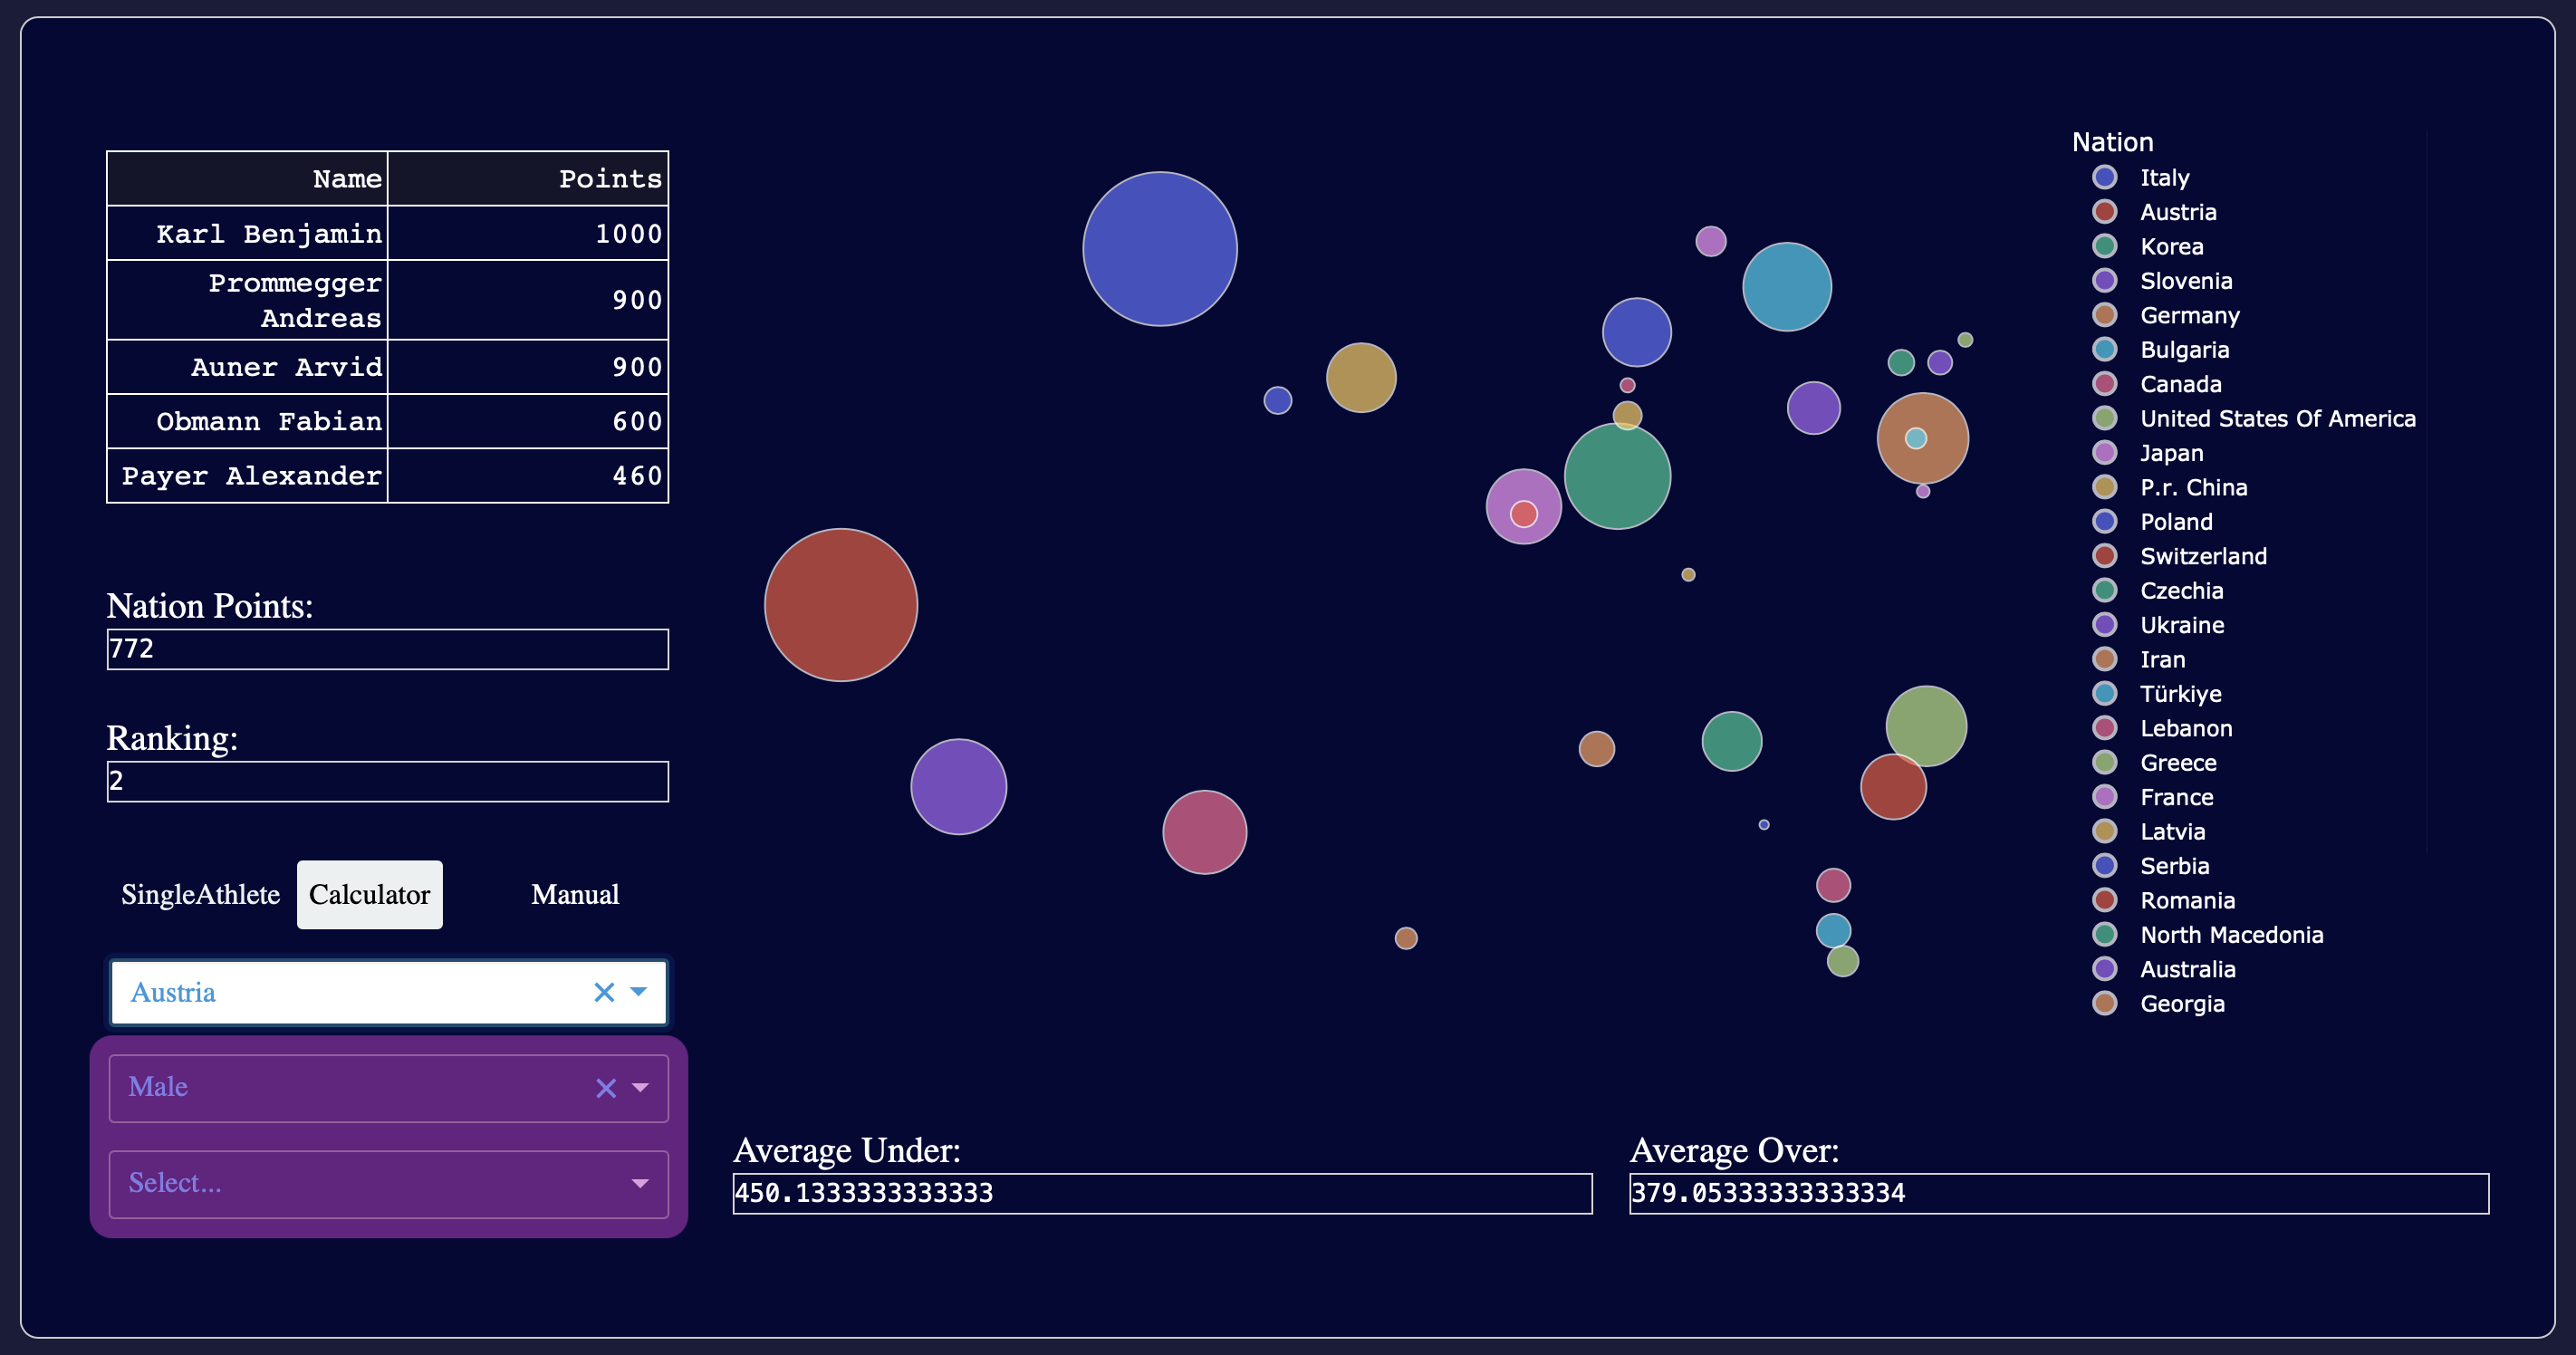 Name Points
Karl Benjamin 1000
Prommegger
Andreas 900
Auner Arvid 900
Obmann Fabian 600
Payer Alexander 460
Nation Points:
772
Ranking:
2
SingleAthlete Calculator Manual
Austria
Male
Select...
Nation
Italy
Austria
Korea
Slovenia
Germany
Bulgaria
Canada
United States Of America
Japan
P.r. China
Poland
Switzerland
Czechia
Ukraine
Iran
Türkiye
Lebanon
Greece
France
Latvia
Serbia
Romania
North Macedonia
Australia
Georgia
Average Under:
450.1333333333333
Average Over:
379.05333333333334